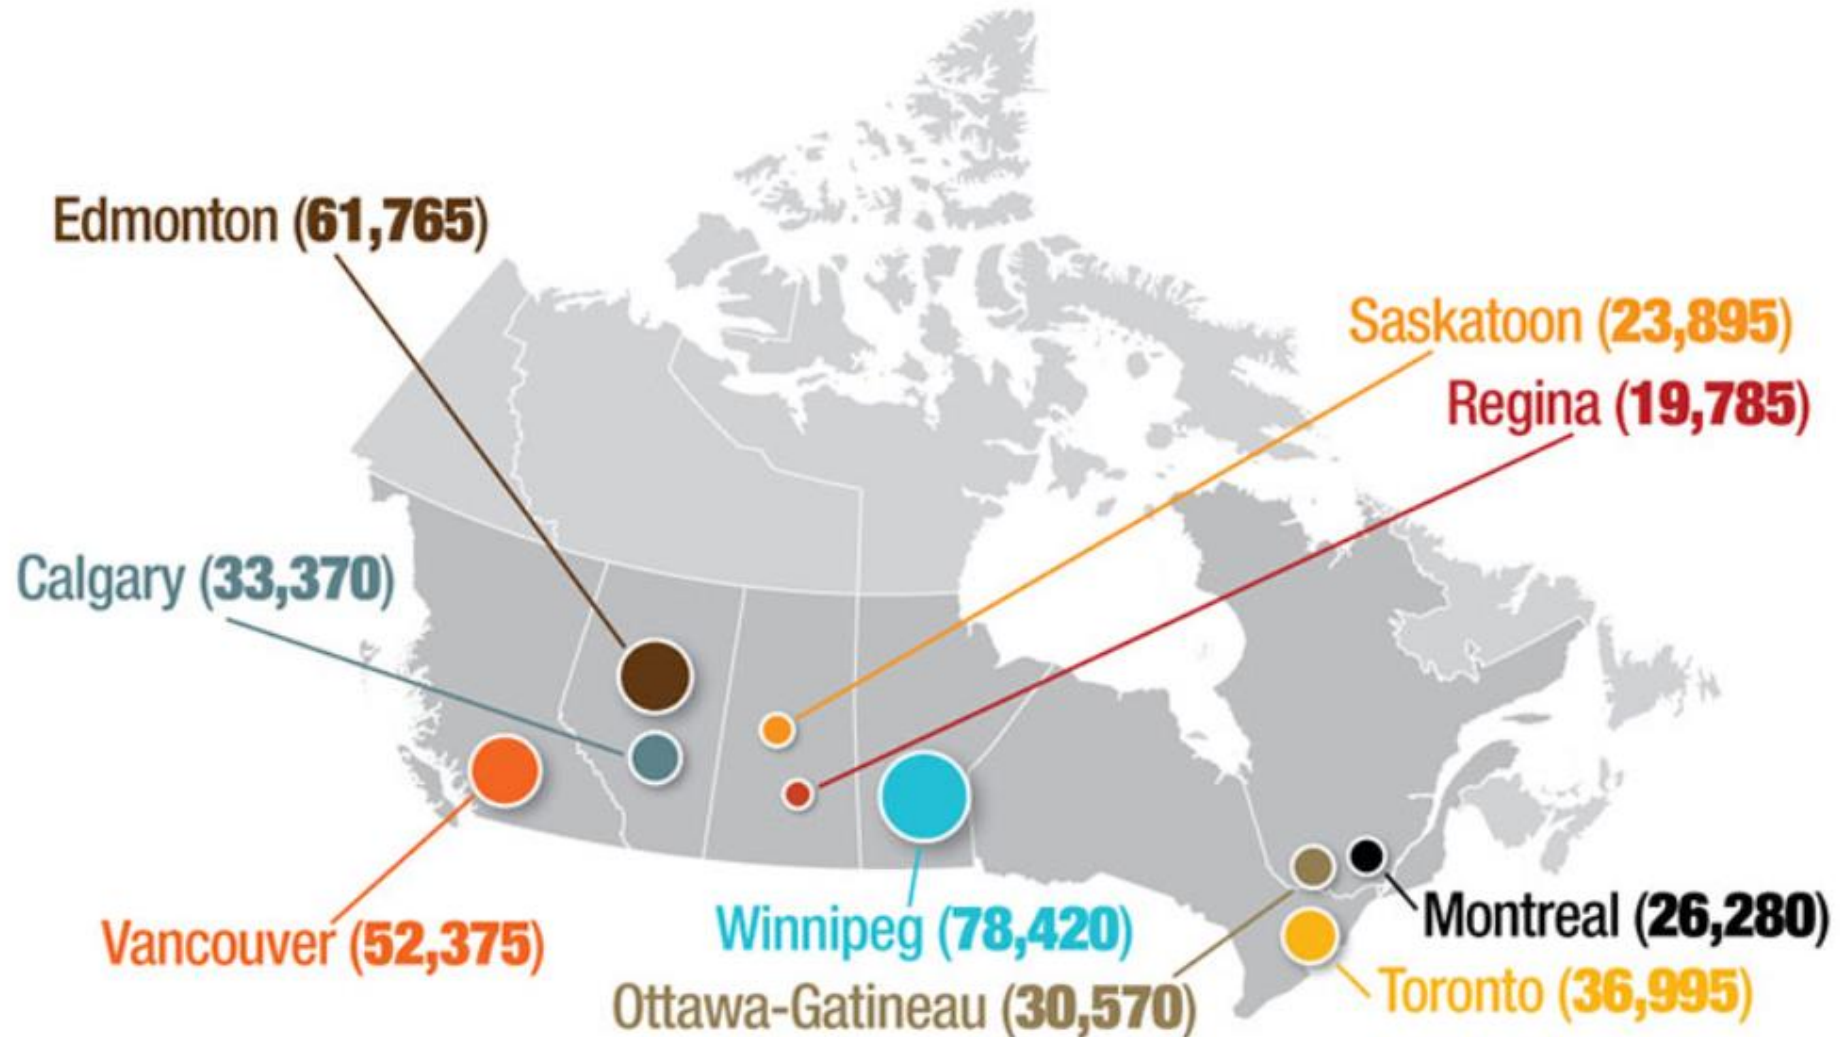 Edmonton (61,765)
Saskatoon (23,895)
Regina (19,785)
Calgary (33,370)
Vancouver (52,375)
Winnipeg (78,420)
Montreal (26,280)
Ottawa-Gatineau (30,570)
Toronto (36,995)